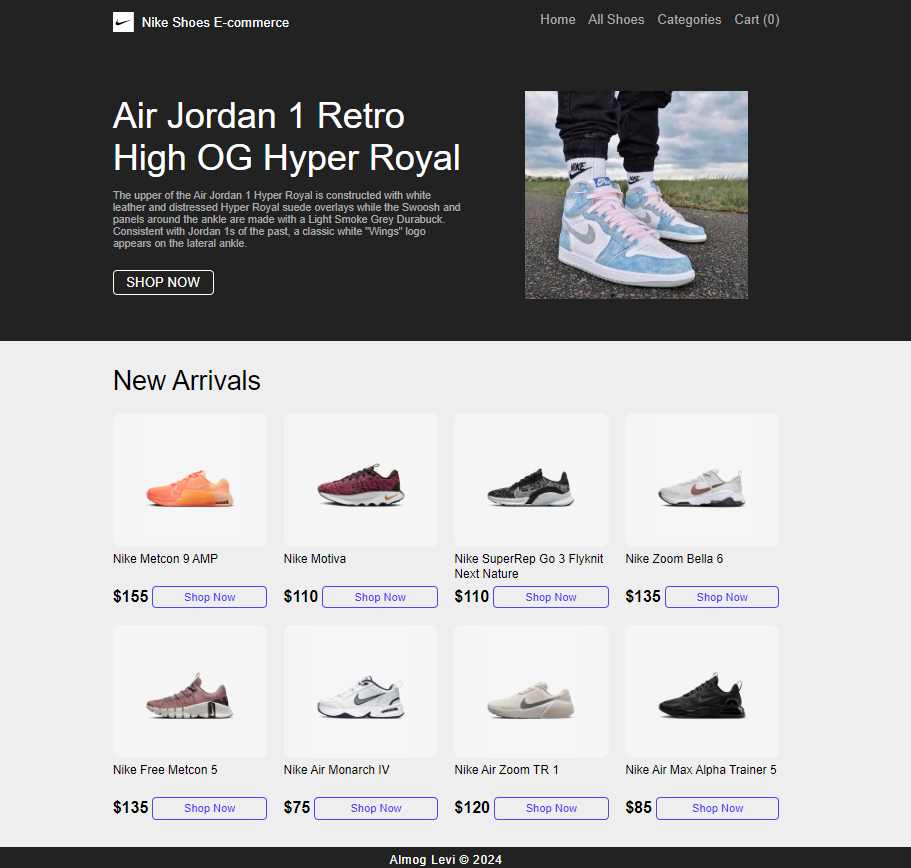 Nike Shoes E-commerce
Home All Shoes Categories Cart (0)
Air Jordan 1 Retro
High OG Hyper Royal
The upper of the Air Jordan 1 Hyper Royal is constructed with white
leather and distressed Hyper Royal suede overlays while the Swoosh and
panels around the ankle are made with a Light Smoke Grey Durabuck.
Consistent with Jordan 1s of the past, a classic white "Wings" logo
appears on the lateral ankle.
SHOP NOW
NIKE
NIKE
New Arrivals
Nike Metcon 9 AMP
$155 Shop Now
Nike Motiva
$110 Shop Now
Nike SuperRep Go 3 Flyknit
Next Nature
$110 Shop Now
Nike Zoom Bella 6
$135 Shop Now
Nike Free Metcon 5
$135 Shop Now
Nike Air Monarch IV
$75 Shop Now
Nike Air Zoom TR 1
$120 Shop Now
Nike Air Max Alpha Trainer 5
$85 Shop Now
Almog Levi © 2024